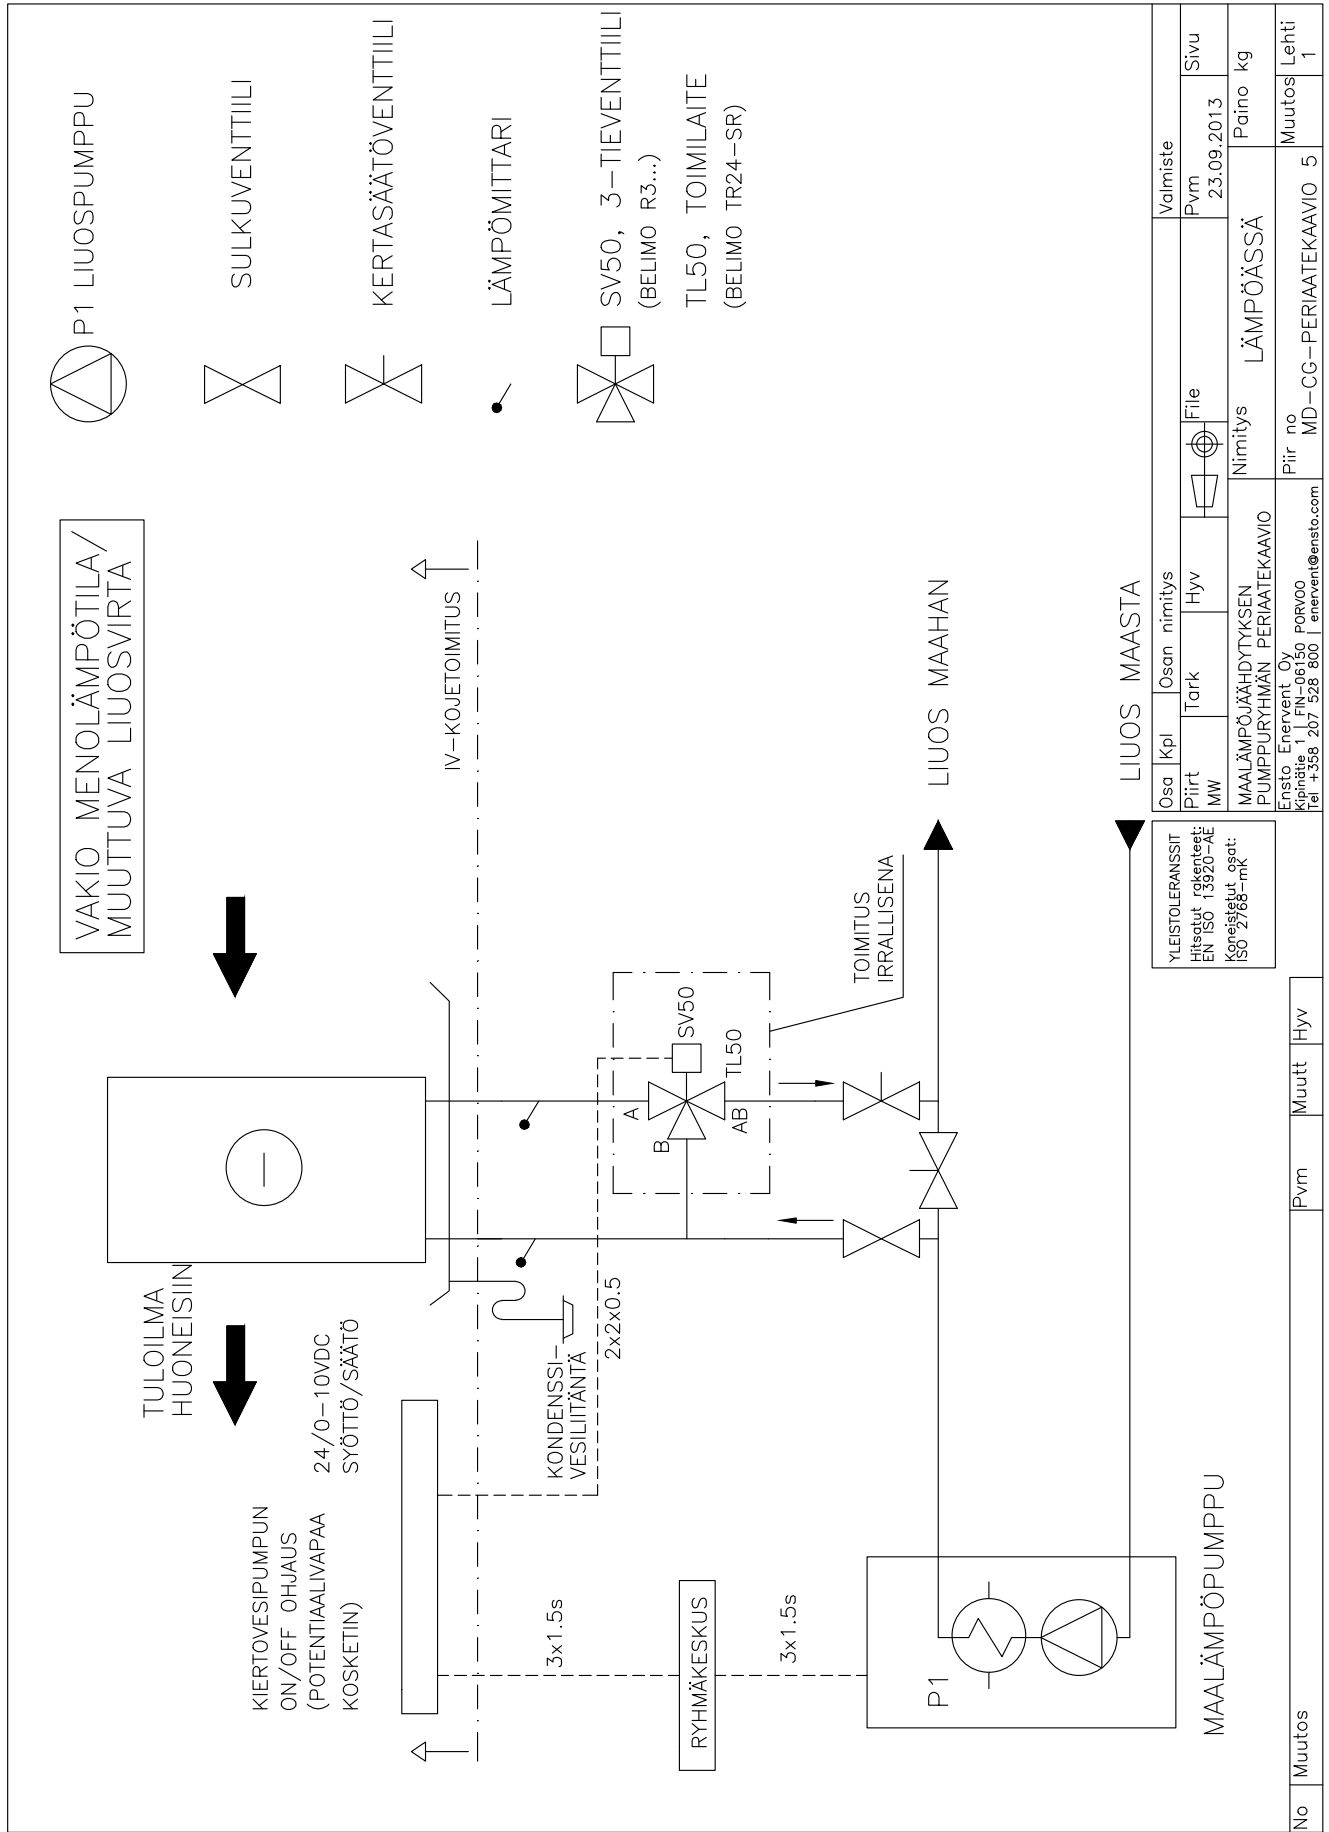 VAKIO MENOLÄMPÖTILA/
MUUTTUVA LIUOSVIRTA
P1 LIUOSPUMPPU
SULKUVENTTIILI
KERTASÄÄTÖVENTTIILI
LÄMPÖMITTARI
SV50, 3-TIEVENTTIILI
(BELIMO R3...)
TL50, TOIMILAITE
(BELIMO TR24-SR)
TULOILMA
HUONEISIIN
KIERTOVESIPUMPUN
ON/OFF OHJAUS
(POTENTIAALIVAPAA
KOSKETIN)
24/0-10VDC
SYÖTTÖ/SÄÄTÖ
IV-KOJETOIMITUS
KONDENSSI-
VESILIITÄNTÄ
2x2x0.5
3x1.5s
RYHMÄKESKUS
3x1.5s
A
B
AB
SV50
TL50
TOIMITUS
IRRALLISENA
P1
LIUOS MAAHAN
LIUOS MAASTA
MAALÄMPÖPUMPPU
YLEISTOLERANSSIT
Hitsatut rakenteet:
EN ISO 13920-AE
Koneistetut osat:
ISO 2768-mK
Osa
Kpl
Osan nimitys
Valmiste
Piirt
MW
Tark
Hyv
File
Pvm
23.09.2013
Sivu
MAALÄMPÖJÄÄHDYTYKSEN
PUMPPURYHMÄN PERIAATEKAAVIO
Nimitys
LÄMPÖÄSSÄ
Paino kg
Ensto Enervent Oy
Kipinätie 1 | FIN-06150 PORVOO
Tel +358 207 528 800 | enervent@ensto.com
Piir no
MD-CG-PERIAATEKAAVIO 5
Muutos
Lehti
1
No
Muutos
Pvm
Muutt
Hyv